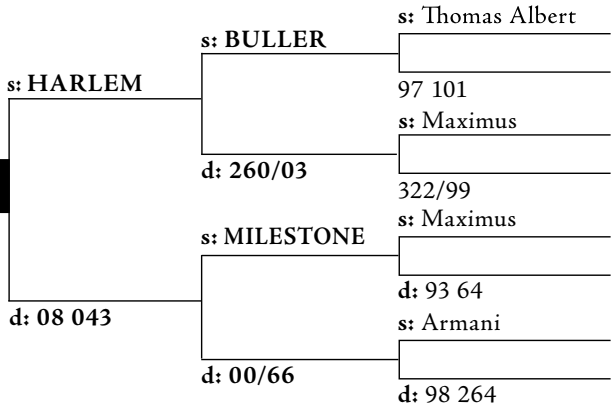 s: Thomas Albert
s: BULLER
s: HARLEM
97 101
s: Maximus
d: 260/03
322/99
s: Maximus
s: MILESTONE
d: 93 64
d: 08 043
s: Armani
d: 00/66
d: 98 264